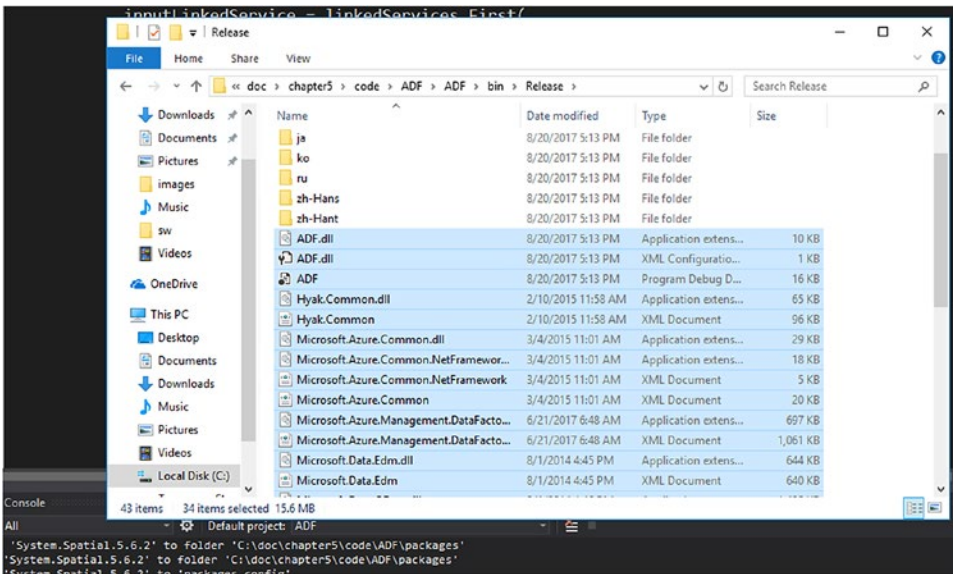 inputLinkedService = linkedServices.First(
Release
File Home Share View
« doc › chapter5 › code › ADF › ADF › bin › Release ›
Search Release
Name Date modified Type Size
Downloads
Documents
Pictures
images
Music
sw
Videos
OneDrive
This PC
Desktop
Documents
Downloads
Music
Pictures
Videos
Local Disk (C:)
ja 8/20/2017 5:13 PM File folder
ko 8/20/2017 5:13 PM File folder
ru 8/20/2017 5:13 PM File folder
zh-Hans 8/20/2017 5:13 PM File folder
zh-Hant 8/20/2017 5:13 PM File folder
ADF.dll 8/20/2017 5:13 PM Application extens... 10 KB
ADF.dll 8/20/2017 5:13 PM XML Configuratio... 1 KB
ADF 8/20/2017 5:13 PM Program Debug D... 16 KB
Hyak.Common.dll 2/10/2015 11:58 AM Application extens... 65 KB
Hyak.Common 2/10/2015 11:58 AM XML Document 96 KB
Microsoft.Azure.Common.dll 3/4/2015 11:01 AM Application extens... 29 KB
Microsoft.Azure.Common.NetFramewor... 3/4/2015 11:01 AM Application extens... 18 KB
Microsoft.Azure.Common.NetFramework 3/4/2015 11:01 AM XML Document 5 KB
Microsoft.Azure.Common 3/4/2015 11:01 AM XML Document 20 KB
Microsoft.Azure.Management.DataFacto... 6/21/2017 6:48 AM Application extens... 697 KB
Microsoft.Azure.Management.DataFacto... 6/21/2017 6:48 AM XML Document 1,061 KB
Microsoft.Data.Edm.dll 8/1/2014 4:45 PM Application extens... 644 KB
Microsoft.Data.Edm 8/1/2014 4:45 PM XML Document 640 KB
43 items 34 items selected 15.6 MB
Console
All Default project: ADF
'System.Spatial.5.6.2' to folder 'C:\doc\chapter5\code\ADF\packages'
'System.Spatial.5.6.2' to folder 'C:\doc\chapter5\code\ADF\packages'
'System.Spatial.5.6.2' to 'packages.config'